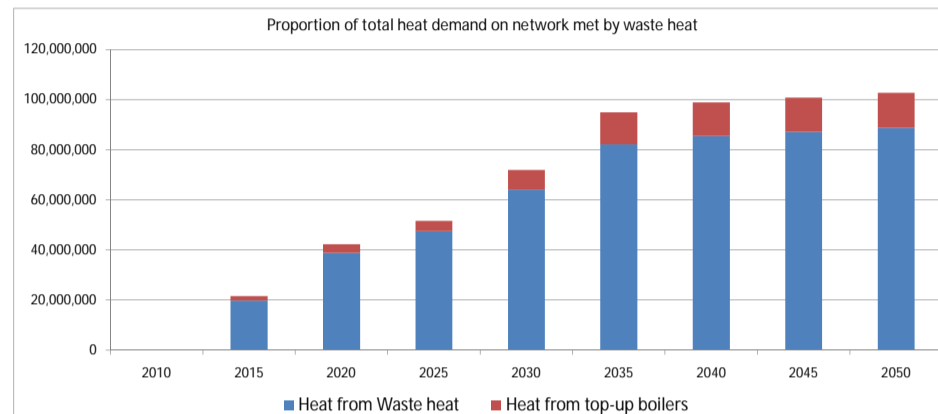 Proportion of total heat demand on network met by waste heat
120,000,000
100,000,000
80,000,000
60,000,000
40,000,000
20,000,000
0
2010 2015 2020 2025 2030 2035 2040 2045 2050
Heat from Waste heat Heat from top-up boilers